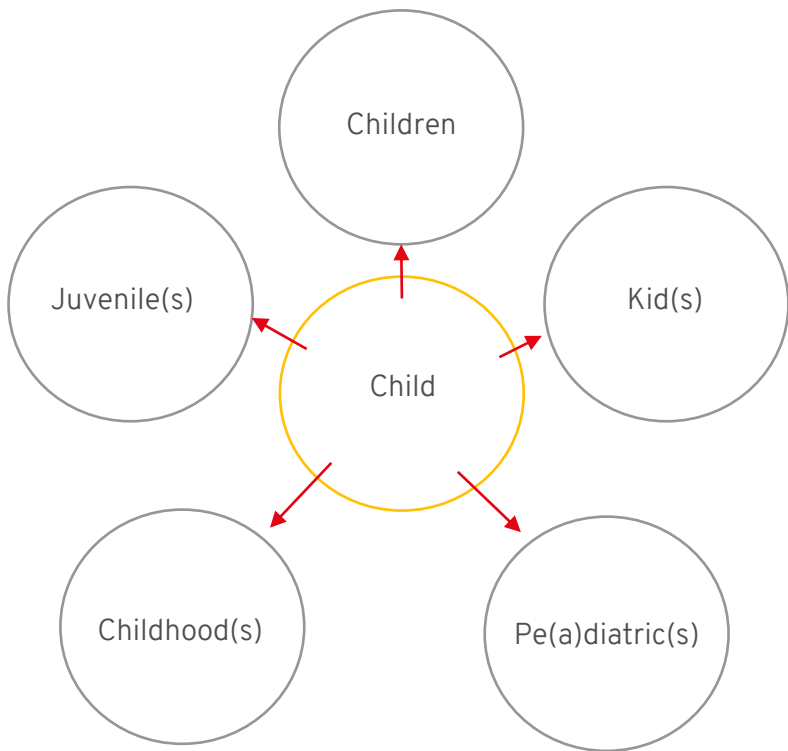 Children
Juvenile(s)
Kid(s)
Child
Childhood(s)
Pe(a)diatric(s)